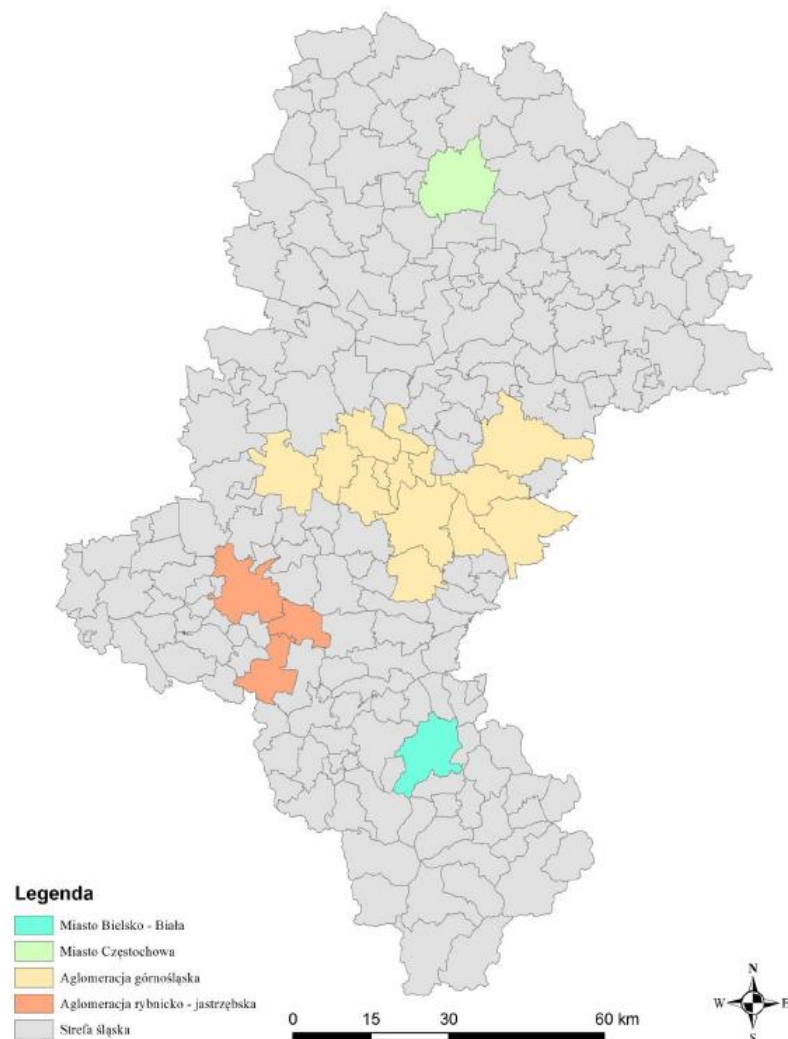 Legenda
Miasto Bielsko - Biała
Miasto Częstochowa
Aglomeracja górnośląska
Aglomeracja rybnicko - jastrzębska
Strefa śląska
0 15 30 60 km
N
W E
S